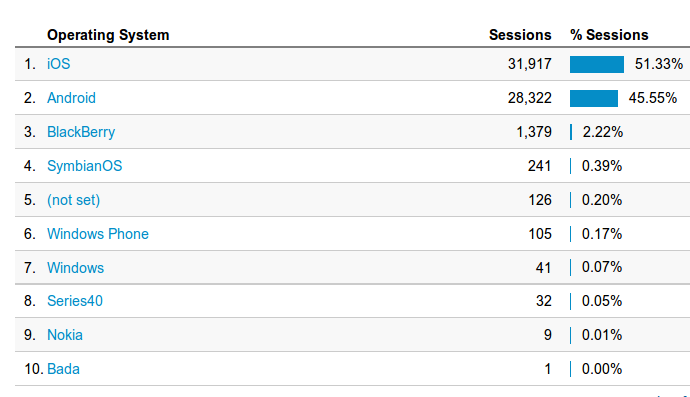 Operating System Sessions % Sessions
1. iOS 31,917 51.33%
2. Android 28,322 45.55%
3. BlackBerry 1,379 2.22%
4. SymbianOS 241 0.39%
5. (not set) 126 0.20%
6. Windows Phone 105 0.17%
7. Windows 41 0.07%
8. Series40 32 0.05%
9. Nokia 9 0.01%
10. Bada 1 0.00%